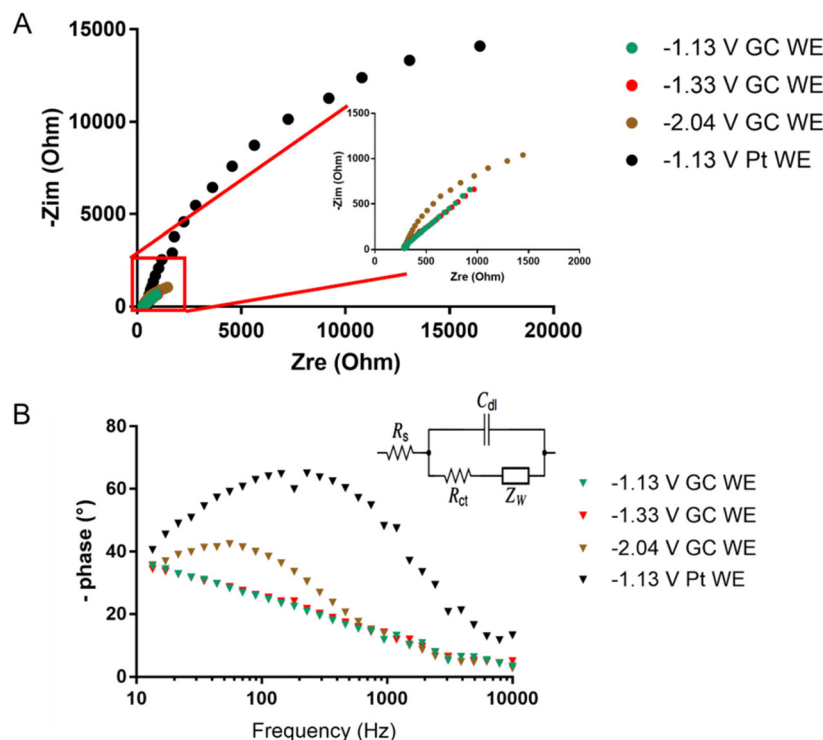 A
15000
10000
5000
0
-Zim (Ohm)
0 5000 10000 15000 20000
Zre (Ohm)
1500
1000
500
0
-Zim (Ohm)
500 1000 1500 2000
Zre (Ohm)
-1.13 V GC WE
-1.33 V GC WE
-2.04 V GC WE
-1.13 V Pt WE
B
80
60
40
20
0
- phase (°)
10 100 1000 10000
Frequency (Hz)
Cdl
Rs
Rct
ZW
-1.13 V GC WE
-1.33 V GC WE
-2.04 V GC WE
-1.13 V Pt WE